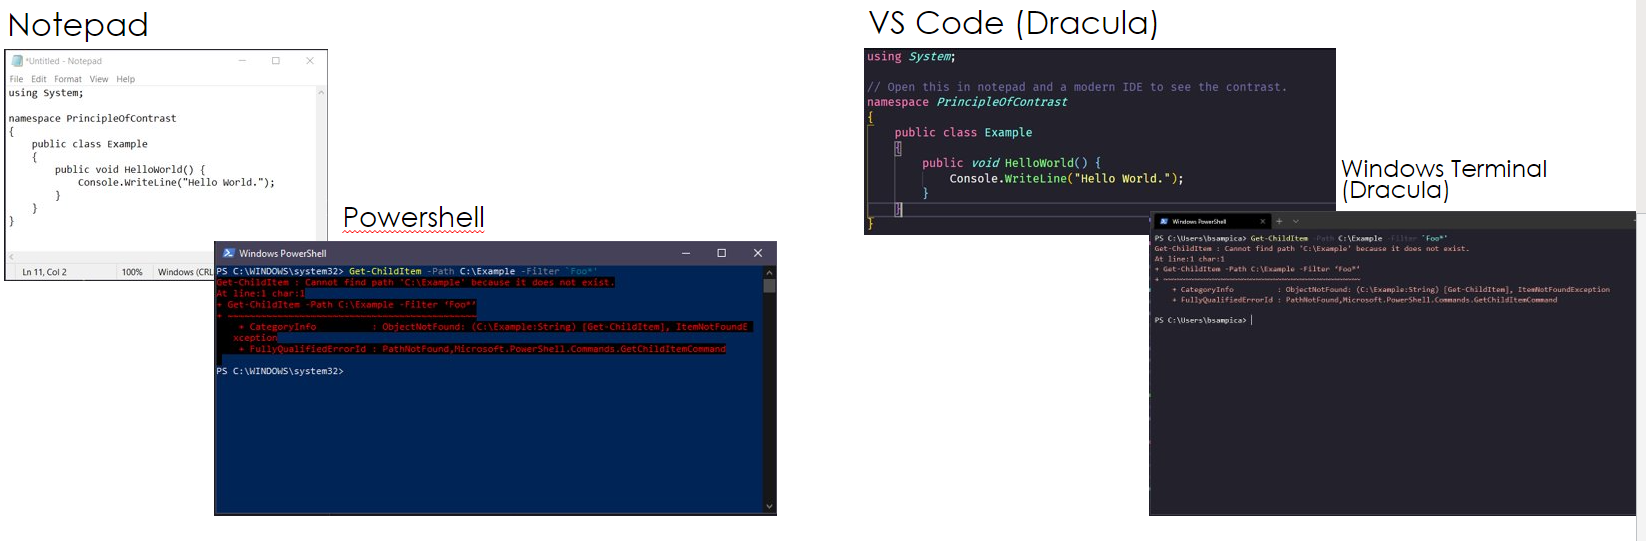 Notepad
*Untitled - Notepad
File Edit Format View Help
using System;
namespace PrincipleOfContrast
{
public class Example
{
public void HelloWorld() {
Console.WriteLine("Hello World.");
}
}
}
Ln 11, Col 2 100% Windows (CRL
Powershell
Windows PowerShell
PS C:\WINDOWS\system32> Get-ChildItem -Path C:\Example -Filter `Foo*'
Get-ChildItem : Cannot find path 'C:\Example' because it does not exist.
At line:1 char:1
+ Get-ChildItem -Path C:\Example -Filter 'Foo*'
+ ~~~~~~~~~~~~~~~~~~~~~~~~~~~~~~~~~~~~~~~~~~~~~
+ CategoryInfo : ObjectNotFound: (C:\Example:String) [Get-ChildItem], ItemNotFoundE
xception
+ FullyQualifiedErrorId : PathNotFound,Microsoft.PowerShell.Commands.GetChildItemCommand
PS C:\WINDOWS\system32>
VS Code (Dracula)
using System;
// Open this in notepad and a modern IDE to see the contrast.
namespace PrincipleOfContrast
{
public class Example
{
public void HelloWorld() {
Console.WriteLine("Hello World.");
}
}
}
Windows Terminal
(Dracula)
Windows PowerShell
PS C:\Users\bsampica> Get-ChildItem -Path C:\Example -Filter `Foo*'
Get-ChildItem : Cannot find path 'C:\Example' because it does not exist.
At line:1 char:1
+ Get-ChildItem -Path C:\Example -Filter 'Foo*'
+ ~~~~~~~~~~~~~~~~~~~~~~~~~~~~~~~~~~~~~~~~~~~~~
+ CategoryInfo : ObjectNotFound: (C:\Example:String) [Get-ChildItem], ItemNotFoundException
+ FullyQualifiedErrorId : PathNotFound,Microsoft.PowerShell.Commands.GetChildItemCommand
PS C:\Users\bsampica>